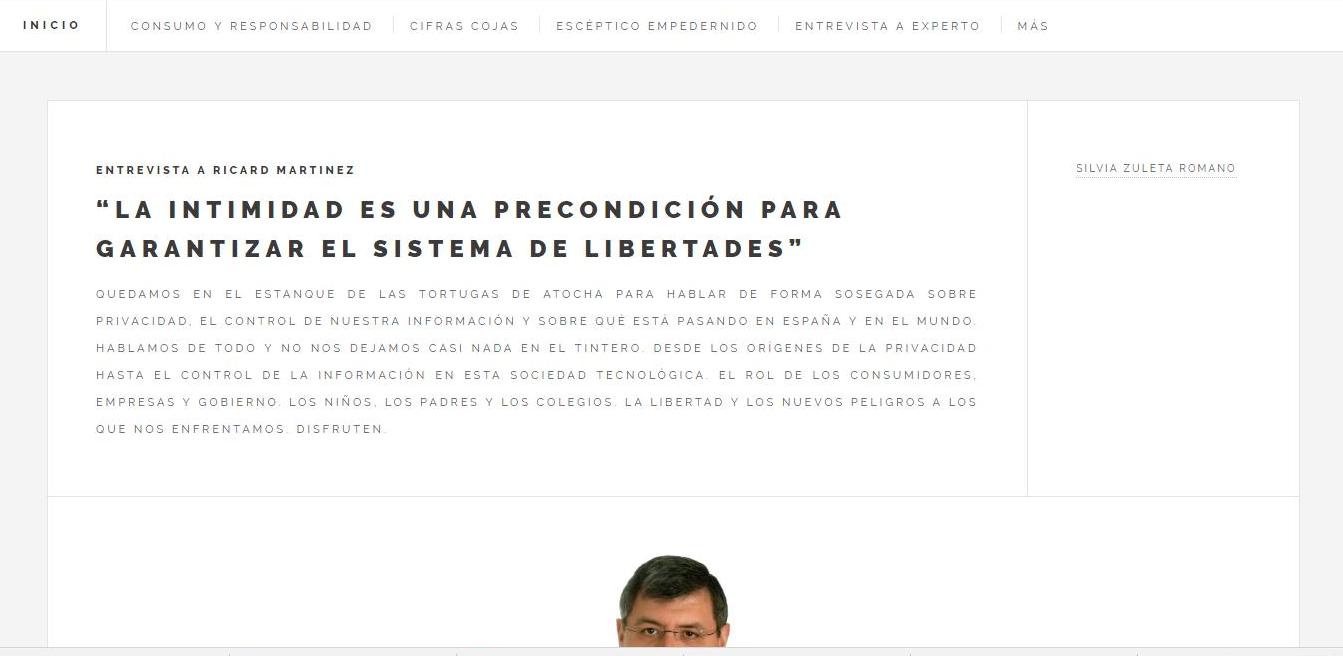 INICIO CONSUMO Y RESPONSABILIDAD CIFRAS COJAS ESCÉPTICO EMPEDERNIDO ENTREVISTA A EXPERTO MÁS
ENTREVISTA A RICARD MARTINEZ
“LA INTIMIDAD ES UNA PRECONDICIÓN PARA
GARANTIZAR EL SISTEMA DE LIBERTADES”
QUEDAMOS EN EL ESTANQUE DE LAS TORTUGAS DE ATOCHA PARA HABLAR DE FORMA SOSEGADA SOBRE
PRIVACIDAD, EL CONTROL DE NUESTRA INFORMACIÓN Y SOBRE QUÉ ESTÁ PASANDO EN ESPAÑA Y EN EL MUNDO.
HABLAMOS DE TODO Y NO NOS DEJAMOS CASI NADA EN EL TINTERO. DESDE LOS ORÍGENES DE LA PRIVACIDAD
HASTA EL CONTROL DE LA INFORMACIÓN EN ESTA SOCIEDAD TECNOLÓGICA. EL ROL DE LOS CONSUMIDORES,
EMPRESAS Y GOBIERNO. LOS NIÑOS, LOS PADRES Y LOS COLEGIOS. LA LIBERTAD Y LOS NUEVOS PELIGROS A LOS
QUE NOS ENFRENTAMOS. DISFRUTEN.
SILVIA ZULETA ROMANO